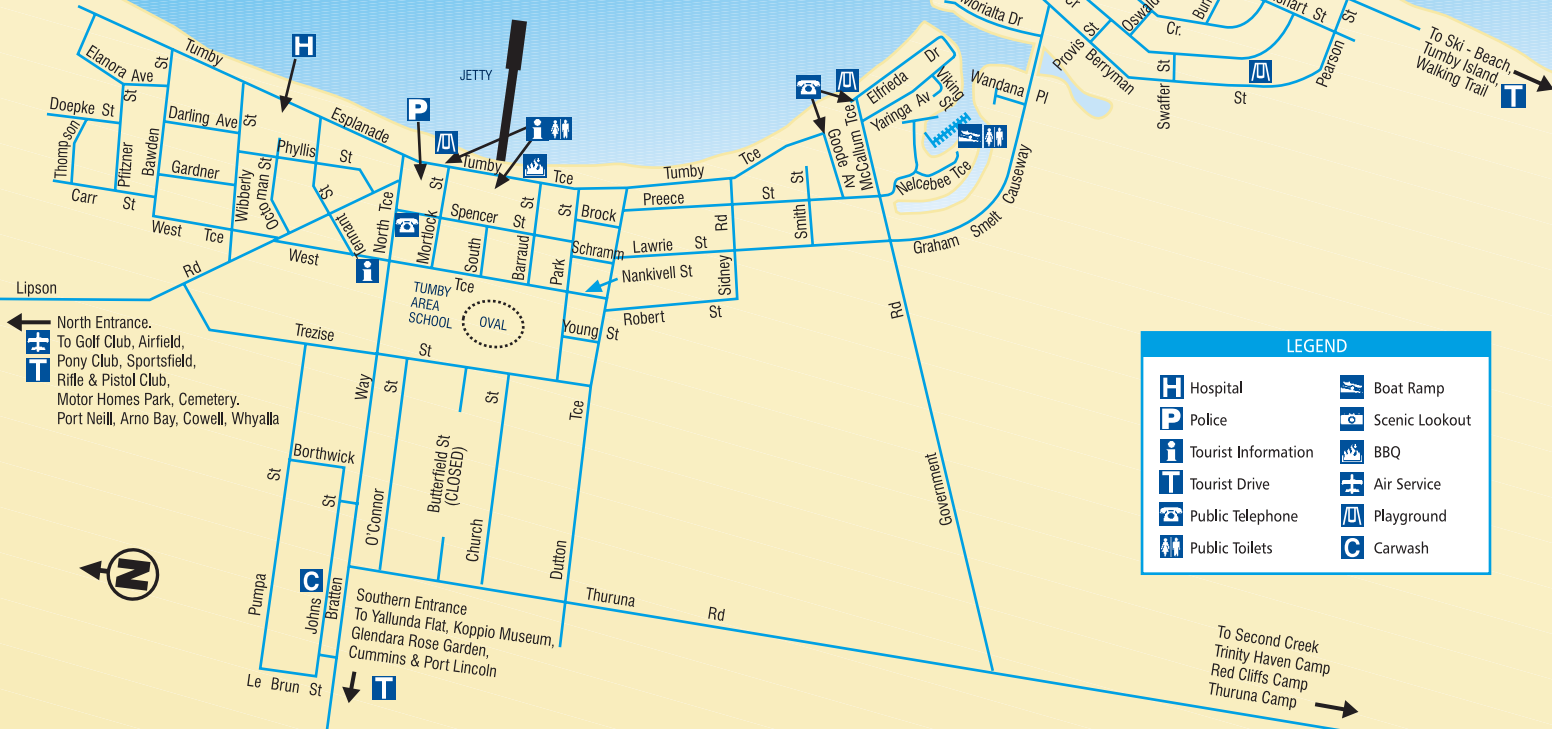 Morialta Dr
Cr
Oswald
Cr.
St
Pearson
Provis St
Berryman
St
Swaffer St
To Ski - Beach,
Tumby Island,
Walking Trail
T
Elanora Ave
St
Tumby
Esplanade
H
JETTY
P
i
Doepke St
St
Darling Ave
St
Thompson
Pfitzner
Bawden
Gardner
Phyllis St
Wibberly
Octoman St
St
Tennant
Carr St
West Tce
West
Tce
North Tce
Mortlock
St
Spencer St
South
Barraud
St
Park
St
Brock
Schramm
Tumby
Tce
Tumby
Tce
Preece
St
Smith
St
Lawrie St
Rd
Sidney
Nankivell St
Robert St
Young St
Goode
Av
McCallum Tce
Elfrieda Dr
Yaringa Av
Viking
St
Wandana Pl
Nelcebee Tce
Graham Smelt Causeway
Lipson
Rd
i
TUMBY
AREA
SCHOOL
OVAL
North Entrance.
To Golf Club, Airfield,
Pony Club, Sportsfield,
Rifle & Pistol Club,
Motor Homes Park, Cemetery.
Port Neill, Arno Bay, Cowell, Whyalla
T
Trezise
St
Way
St
St
Tce
Borthwick
St
St
O'Connor
Butterfield St
(CLOSED)
Church
Dutton
Pumpa
C
Johns
Bratten
Le Brun St
N
Southern Entrance
To Yallunda Flat, Koppio Museum,
Glendara Rose Garden,
Cummins & Port Lincoln
T
Thuruna
Rd
Government
Rd
To Second Creek
Trinity Haven Camp
Red Cliffs Camp
Thuruna Camp
LEGEND
H Hospital
P Police
i Tourist Information
T Tourist Drive
Public Telephone
Public Toilets
Boat Ramp
Scenic Lookout
BBQ
Air Service
Playground
C Carwash